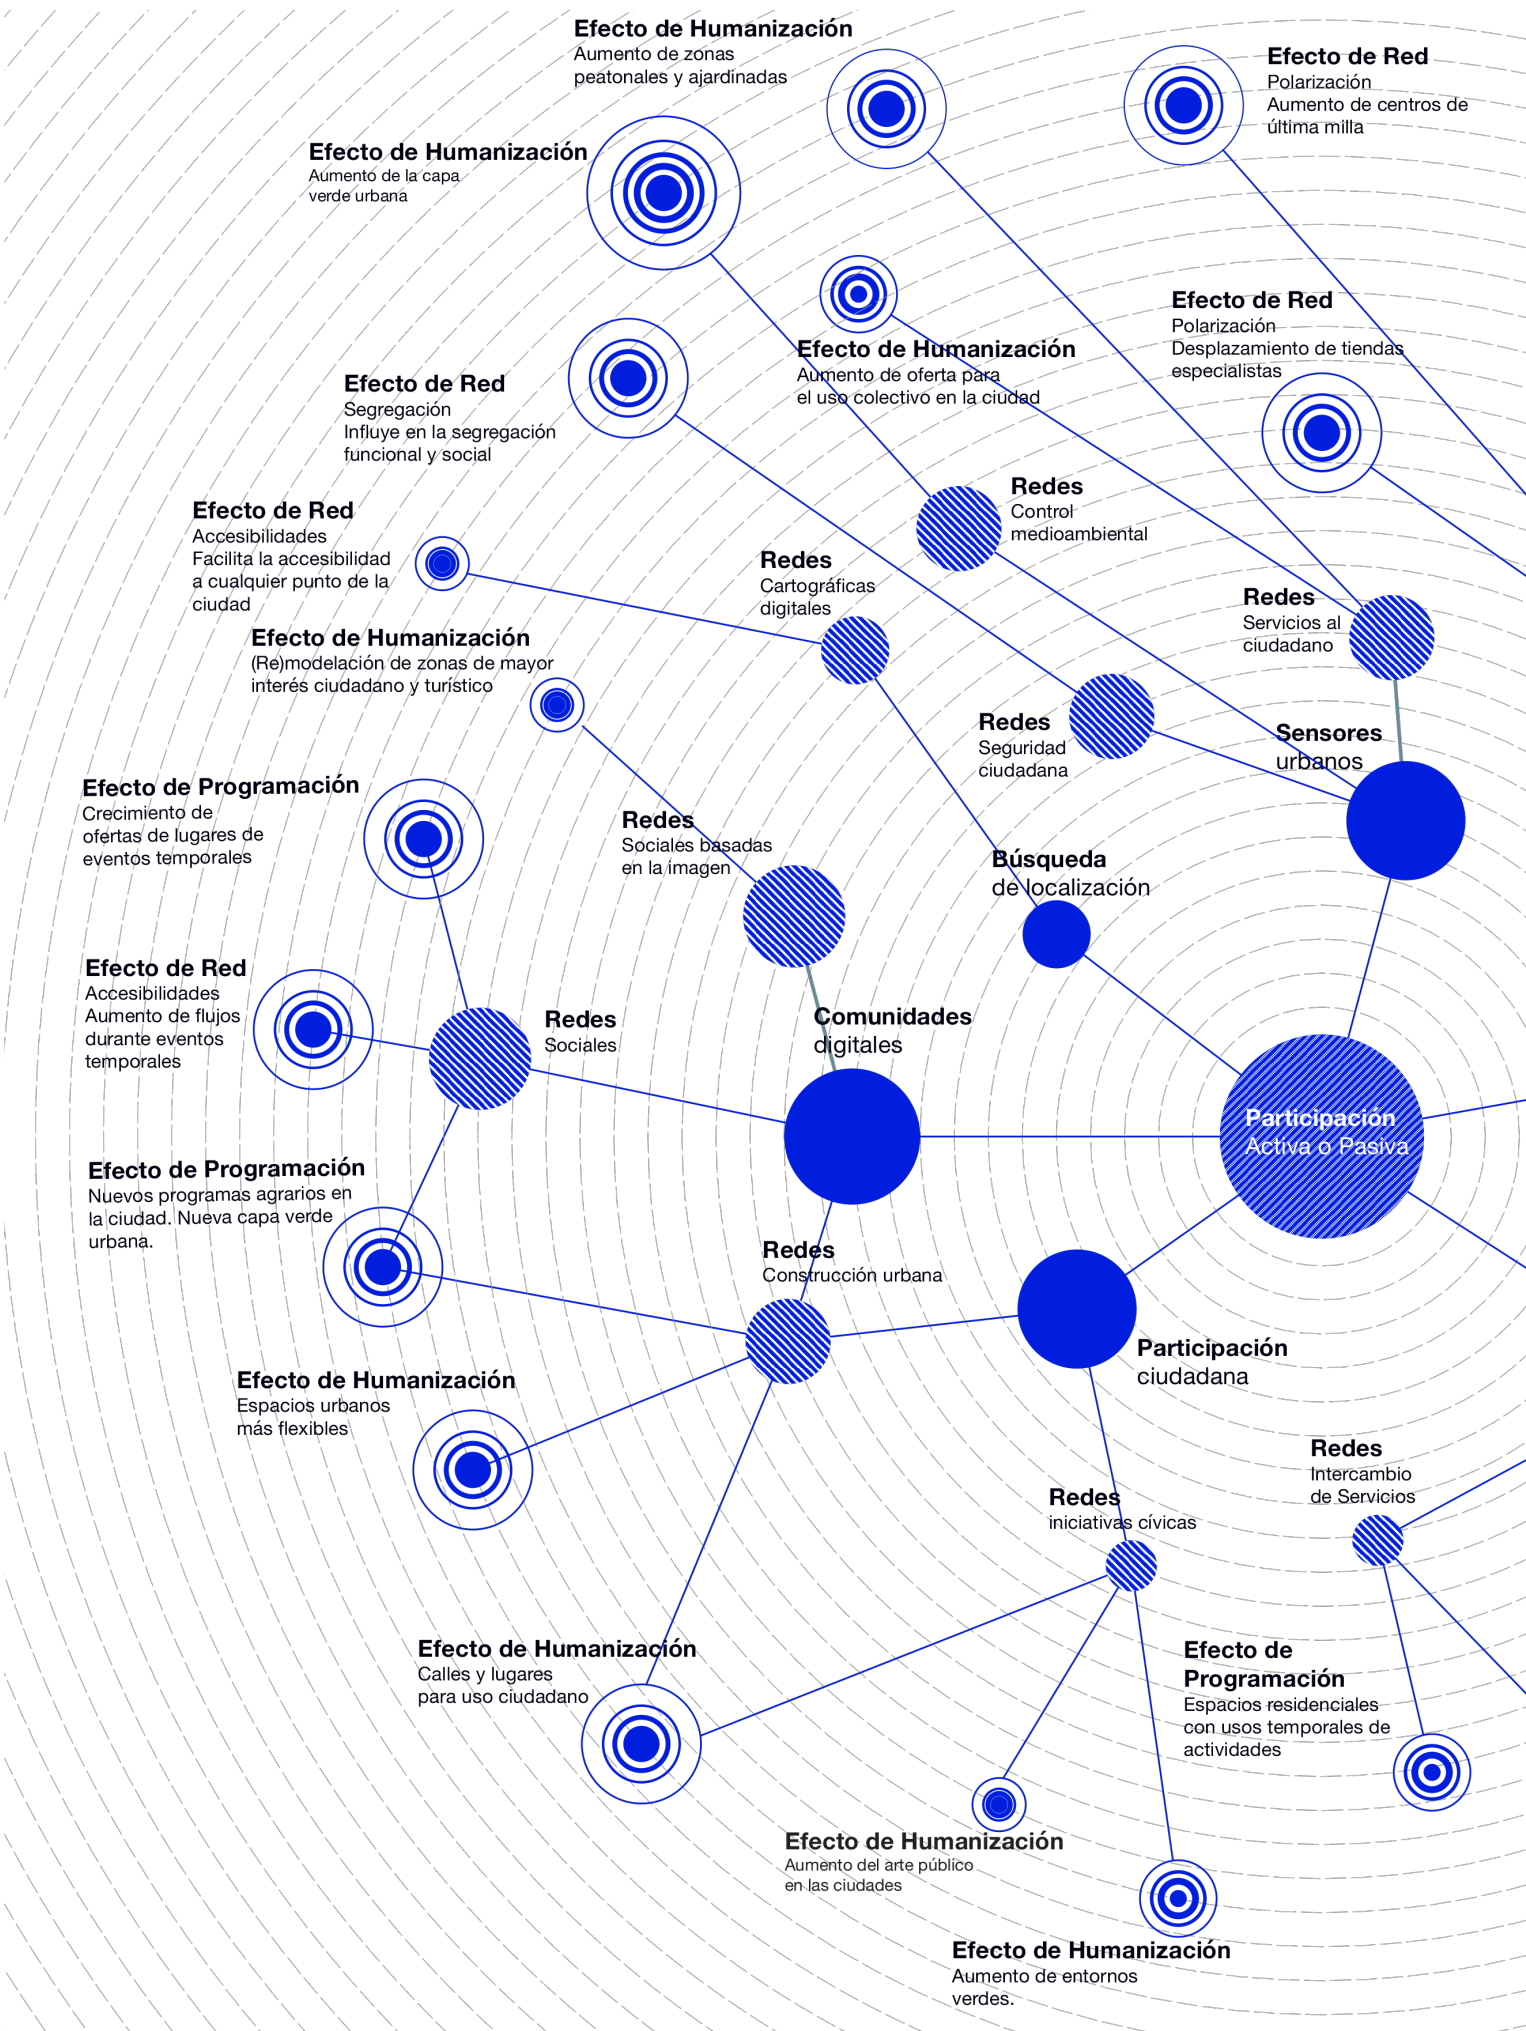 Efecto de Humanización
Aumento de zonas
peatonales y ajardinadas
Efecto de Red
Polarización
Aumento de centros de
última milla
Efecto de Humanización
Aumento de la capa
verde urbana
Efecto de Red
Polarización
Desplazamiento de tiendas
especialistas
Efecto de Humanización
Aumento de oferta para
el uso colectivo en la ciudad
Efecto de Red
Segregación
Influye en la segregación
funcional y social
Redes
Control
medioambiental
Efecto de Red
Accesibilidades
Facilita la accesibilidad
a cualquier punto de la
ciudad
Redes
Cartográficas
digitales
Redes
Servicios al
ciudadano
Efecto de Humanización
(Re)modelación de zonas de mayor
interés ciudadano y turístico
Redes
Seguridad
ciudadana
Sensores
urbanos
Efecto de Programación
Crecimiento de
ofertas de lugares de
eventos temporales
Redes
Sociales basadas
en la imagen
Búsqueda
de localización
Efecto de Red
Accesibilidades
Aumento de flujos
durante eventos
temporales
Redes
Sociales
Comunidades
digitales
Participación
Activa o Pasiva
Efecto de Programación
Nuevos programas agrarios en
la ciudad. Nueva capa verde
urbana.
Redes
Construcción urbana
Participación
ciudadana
Efecto de Humanización
Espacios urbanos
más flexibles
Redes
Intercambio
de Servicios
Redes
iniciativas cívicas
Efecto de Humanización
Calles y lugares
para uso ciudadano
Efecto de
Programación
Espacios residenciales
con usos temporales de
actividades
Efecto de Humanización
Aumento del arte público
en las ciudades
Efecto de Humanización
Aumento de entornos
verdes.